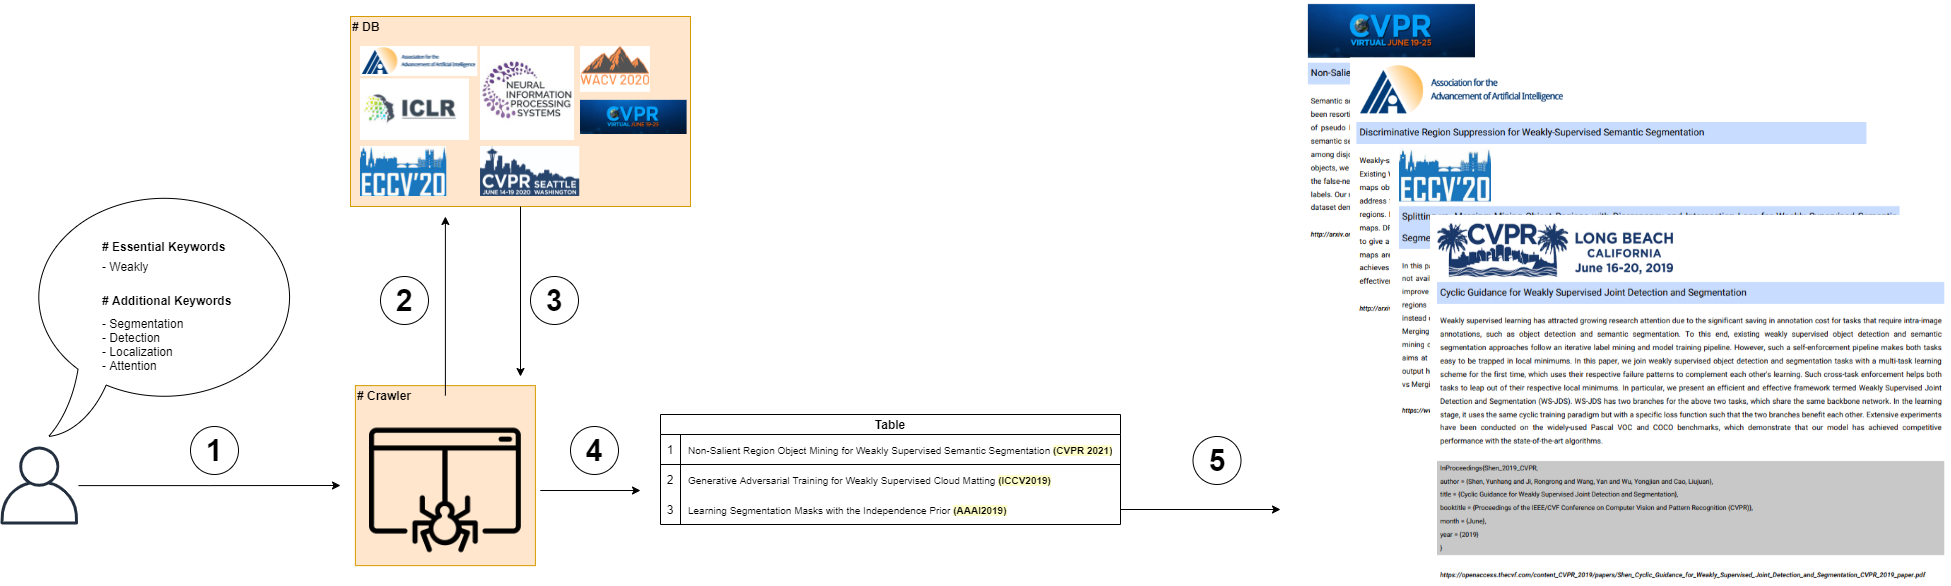 # Essential Keywords
- Weakly
# Additional Keywords
- Segmentation
- Detection
- Localization
- Attention
1
# DB
Association for the
Advancement of Artificial Intelligence
ICLR
ECCV'20
NEURAL
INFORMATION
PROCESSING
SYSTEMS
CVPR SEATTLE
JUNE 14-19 2020 WASHINGTON
WACV 2020
CVPR
VIRTUAL JUNE 19-25
2
3
# Crawler
4
Table
1 Non-Salient Region Object Mining for Weakly Supervised Semantic Segmentation (CVPR 2021)
2 Generative Adversarial Training for Weakly Supervised Cloud Matting (ICCV2019)
3 Learning Segmentation Masks with the Independence Prior (AAAI2019)
5
CVPR
VIRTUAL JUNE 19-25
Non-Salie
Semantic
been resorti
of pseudo
semantic se
among disj
objects, we
the false-ne
labels. Our
dataset den
http://arxiv.or
Association for the
Advancement of Artificial Intelligence
Discriminative Region Suppression for Weakly-Supervised Semantic Segmentation
Weakly-s
Existing
maps ob
address
regions.
maps. DF
to give a
maps are
achieves
effective
http://arxi
ECCV'20
Splitting vs. Merging: Mining Object Regions with Discrepancy and Intersection Loss for Weakly Supervised Semantic
Segme
In this p
not avai
improve
regions
instead
Merging
mining
aims at
output h
vs Mergi
https://w
CVPR
LONG BEACH
CALIFORNIA
June 16-20, 2019
Cyclic Guidance for Weakly Supervised Joint Detection and Segmentation
Weakly supervised learning has attracted growing research attention due to the significant saving in annotation cost for tasks that require intra-image
annotations, such as object detection and semantic segmentation. To this end, existing weakly supervised object detection and semantic
segmentation approaches follow an iterative label mining and model training pipeline. However, such a self-enforcement pipeline makes both tasks
easy to be trapped in local minimums. In this paper, we join weakly supervised object detection and segmentation tasks with a multi-task learning
scheme for the first time, which uses their respective failure patterns to complement each other's learning. Such cross-task enforcement helps both
tasks to leap out of their respective local minimums. In particular, we present an efficient and effective framework termed Weakly Supervised Joint
Detection and Segmentation (WS-JDS). WS-JDS has two branches for the above two tasks, which share the same backbone network. In the learning
stage, it uses the same cyclic training paradigm but with a specific loss function such that the two branches benefit each other. Extensive experiments
have been conducted on the widely-used Pascal VOC and COCO benchmarks, which demonstrate that our model has achieved competitive
performance with the state-of-the-art algorithms.
InProceedings{Shen_2019_CVPR,
author = {Shen, Yunhang and Ji, Rongrong and Wang, Yan and Wu, Yongjian and Cao, Liujuan},
title = {Cyclic Guidance for Weakly Supervised Joint Detection and Segmentation},
booktitle = {Proceedings of the IEEE/CVF Conference on Computer Vision and Pattern Recognition (CVPR)},
month = {June},
year = {2019}
}
https://openaccess.thecvf.com/content_CVPR_2019/papers/Shen_Cyclic_Guidance_for_Weakly_Supervised_Joint_Detection_and_Segmentation_CVPR_2019_paper.pdf